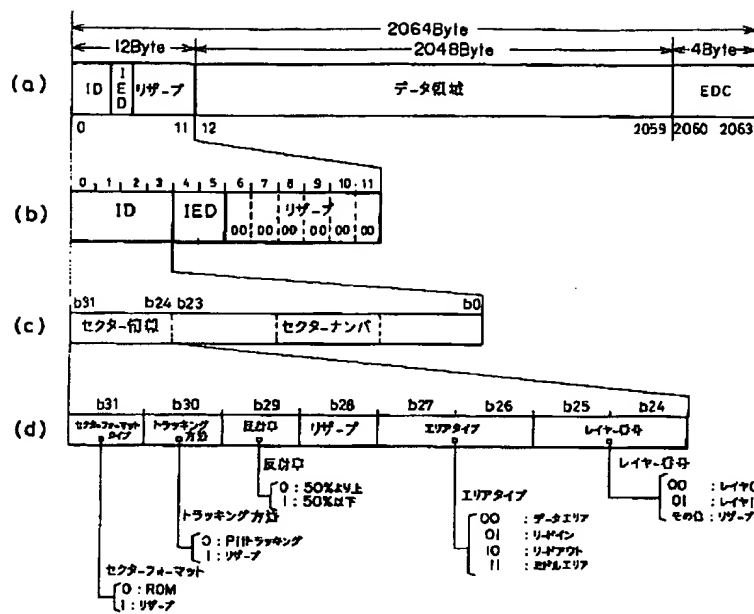 2064Byte
12Byte 2048Byte 4Byte
(a) ID IED リザーブ データ領域 EDC
0 11 12 2059 2060 2063
0 1 2 3 4 5 6 7 8 9 10 11
(b) ID IED リザーブ
00 00 00 00 00 00
b31 b24 b23 b0
(c) セクター情報 セクターナンバ
b31 b30 b29 b28 b27 b26 b25 b24
(d) セクターフォーマットタイプ トラッキング方法 反射率 リザーブ エリアタイプ レイヤー番号
反射率
0 : 50%より上
1 : 50%以下
レイヤー番号
00 : レイヤ0
01 : レイヤ1
その他 : リザーブ
エリアタイプ
00 : データエリア
01 : リードイン
10 : リードアウト
11 : ミドルエリア
トラッキング方法
0 : Pitトラッキング
1 : リザーブ
セクターフォーマット
0 : ROM
1 : リザーブ